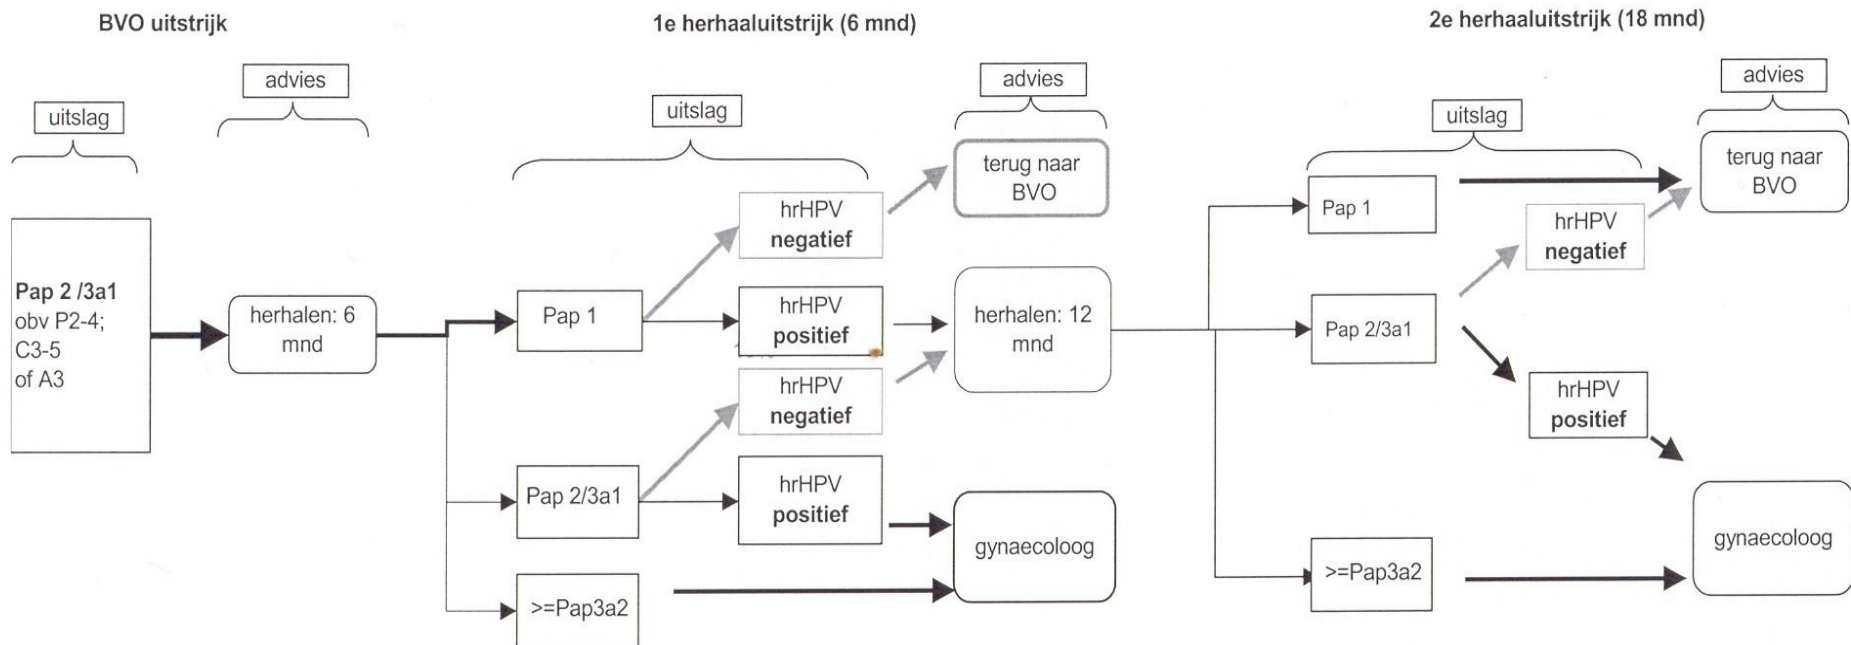 BVO uitstrijk
1e herhaaluitstrijk (6 mnd)
2e herhaaluitstrijk (18 mnd)
uitslag
advies
uitslag
advies
uitslag
advies
Pap 2 /3a1
obv P2-4;
C3-5
of A3
herhalen: 6
mnd
Pap 1
hrHPV
negatief
terug naar
BVO
hrHPV
positief
herhalen: 12
mnd
hrHPV
negatief
Pap 2/3a1
hrHPV
positief
gynaecoloog
>=Pap3a2
Pap 1
hrHPV
negatief
terug naar
BVO
Pap 2/3a1
hrHPV
positief
gynaecoloog
>=Pap3a2